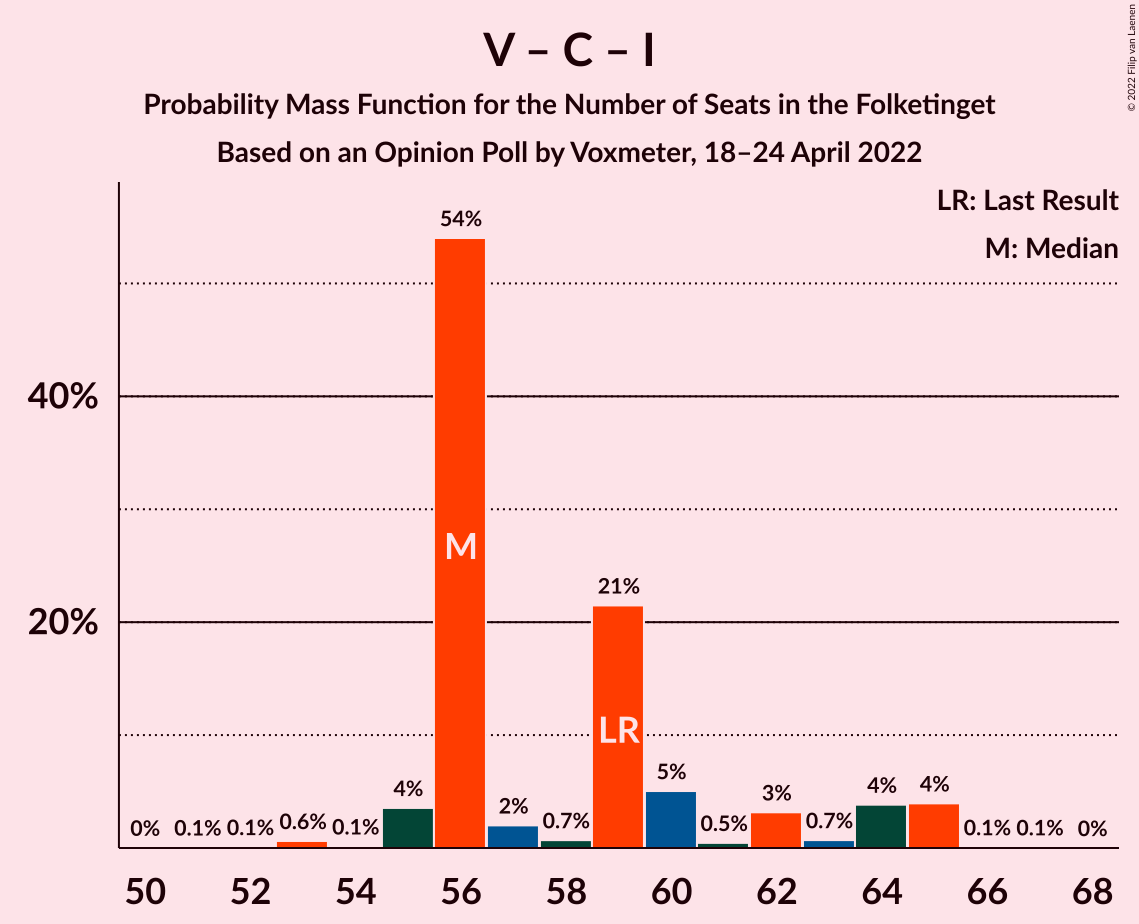 V – C – I
Probability Mass Function for the Number of Seats in the Folketinget
Based on an Opinion Poll by Voxmeter, 18–24 April 2022
© 2022 Filip van Laenen
LR: Last Result
M: Median
40%
20%
0%
0.1%
0.1%
0.6%
0.1%
4%
54%
M
2%
0.7%
21%
LR
5%
0.5%
3%
0.7%
4%
4%
0.1%
0.1%
0%
50 52 54 56 58 60 62 64 66 68